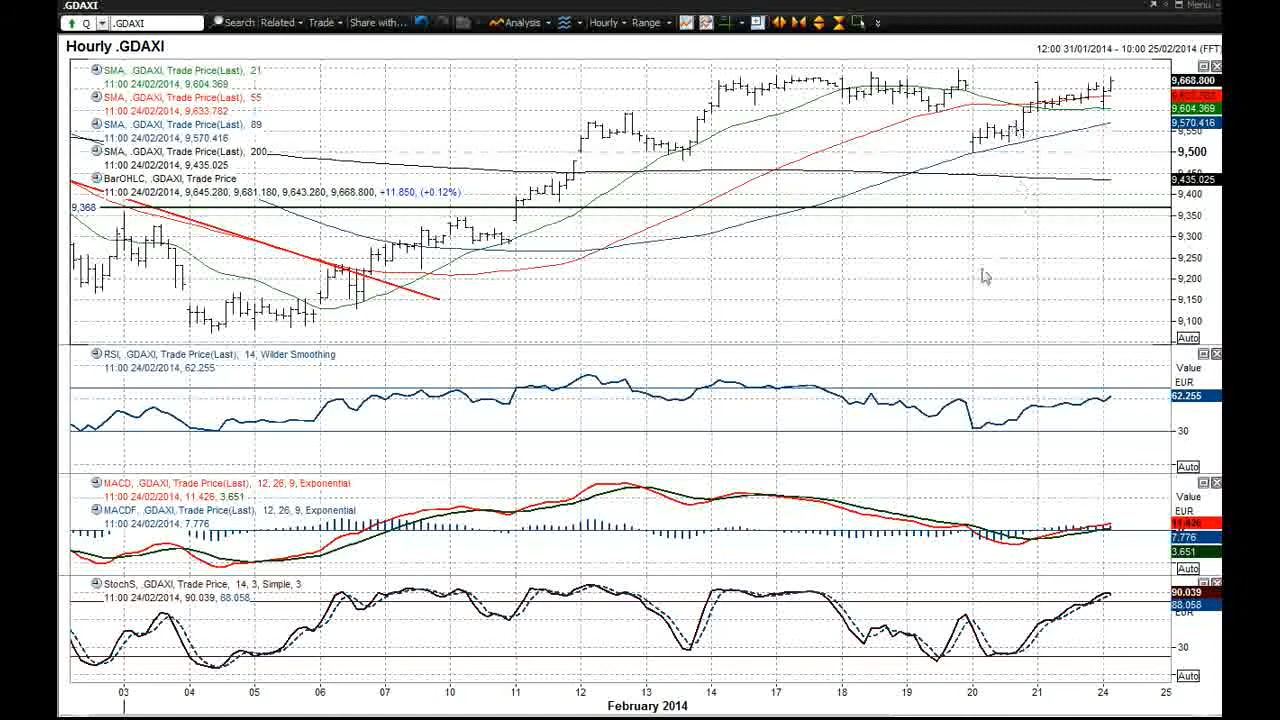 .GDAXI
Menu
Q .GDAXI Search Related Trade Share with... Analysis Hourly Range
Hourly .GDAXI
12:00 31/01/2014 - 10:00 25/02/2014 (FFT)
SMA, .GDAXI, Trade Price(Last), 21
11:00 24/02/2014, 9,604.369
SMA, .GDAXI, Trade Price(Last), 55
11:00 24/02/2014, 9,633.782
SMA, .GDAXI, Trade Price(Last), 89
11:00 24/02/2014, 9,570.416
SMA, .GDAXI, Trade Price(Last), 200
11:00 24/02/2014, 9,435.025
BarOHLC, .GDAXI, Trade Price
11:00 24/02/2014, 9,645.280, 9,681.180, 9,643.280, 9,668.800, +11.850, (+0.12%)
9,368
9,668.800
9,604.369
9,570.416
9,550
9,500
9,450
9,435.025
9,400
9,350
9,300
9,250
9,200
9,150
9,100
Auto
RSI, .GDAXI, Trade Price(Last), 14, Wilder Smoothing
11:00 24/02/2014, 62.255
Value
EUR
62.255
30
Auto
MACD, .GDAXI, Trade Price(Last), 12, 26, 9, Exponential
11:00 24/02/2014, 11.426, 3.651
MACDF, .GDAXI, Trade Price(Last), 12, 26, 9, Exponential
11:00 24/02/2014, 7.776
Value
EUR
11.426
7.776
3.651
Auto
StochS, .GDAXI, Trade Price, 14, 3, Simple, 3
11:00 24/02/2014, 90.039, 88.058
90.039
88.058
EUR
30
Auto
03 04 05 06 07 10 11 12 13 14 17 18 19 20 21 24 25
February 2014